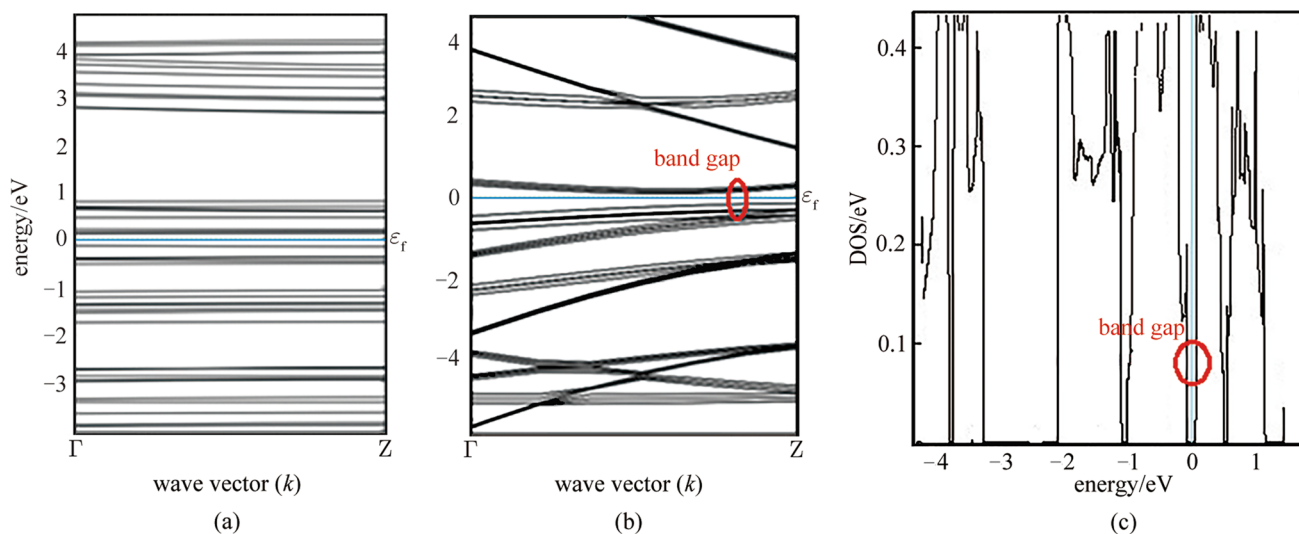 4
3
2
1
0
−1
−2
−3
energy/eV
εf
Γ
Z
wave vector (k)
(a)
4
2
0
−2
−4
band gap
εf
Γ
Z
wave vector (k)
(b)
0.4
0.3
0.2
0.1
DOS/eV
band gap
−4 −3 −2 −1 0 1
energy/eV
(c)